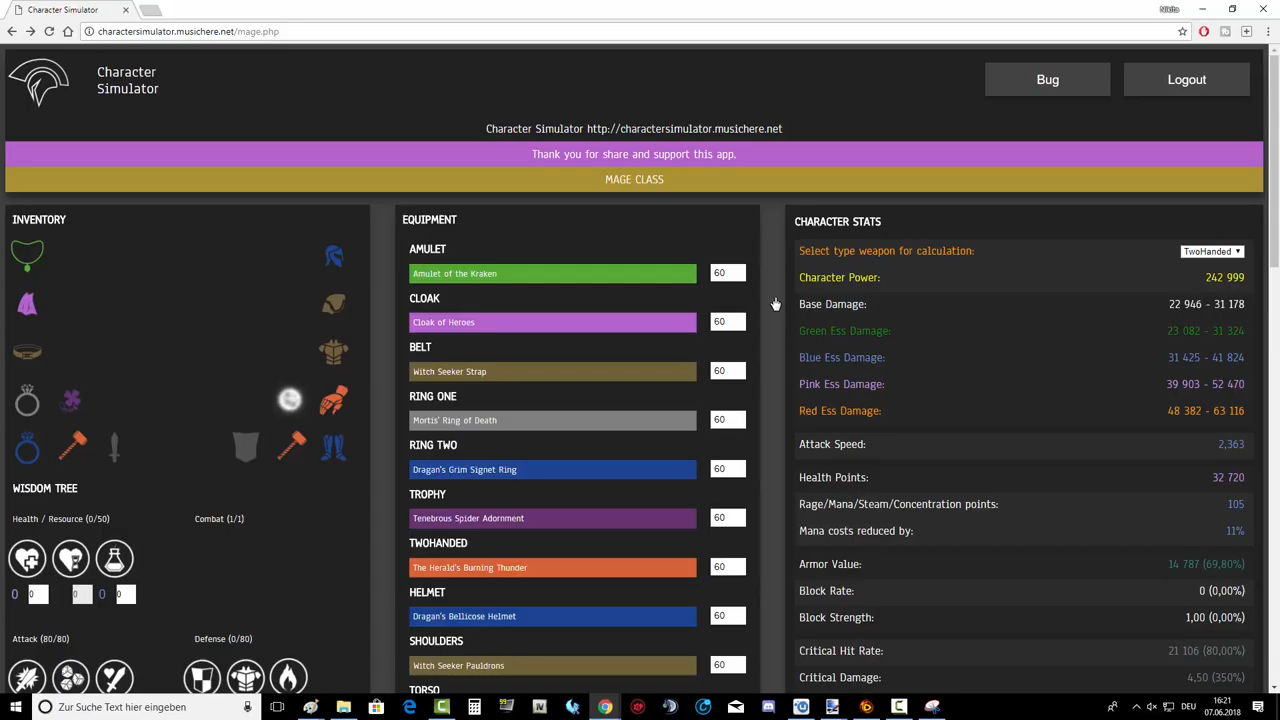 Character Simulator
Nikita
charactersimulator.musichere.net/mage.php
Character
Simulator
Bug
Logout
Character Simulator http://charactersimulator.musichere.net
Thank you for share and support this app.
MAGE CLASS
INVENTORY
WISDOM TREE
Health / Resource (0/50)
Combat (1/1)
0 0 0 0 0
Attack (80/80)
Defense (0/80)
EQUIPMENT
AMULET
Amulet of the Kraken 60
CLOAK
Cloak of Heroes 60
BELT
Witch Seeker Strap 60
RING ONE
Mortis' Ring of Death 60
RING TWO
Dragan's Grim Signet Ring 60
TROPHY
Tenebrous Spider Adornment 60
TWOHANDED
The Herald's Burning Thunder 60
HELMET
Dragan's Bellicose Helmet 60
SHOULDERS
Witch Seeker Pauldrons 60
TORSO
CHARACTER STATS
Select type weapon for calculation: TwoHanded
Character Power: 242 999
Base Damage: 22 946 - 31 178
Green Ess Damage: 23 082 - 31 324
Blue Ess Damage: 31 425 - 41 824
Pink Ess Damage: 39 903 - 52 470
Red Ess Damage: 48 382 - 63 116
Attack Speed: 2,363
Health Points: 32 720
Rage/Mana/Steam/Concentration points: 105
Mana costs reduced by: 11%
Armor Value: 14 787 (69,80%)
Block Rate: 0 (0,00%)
Block Strength: 1,00 (0,00%)
Critical Hit Rate: 21 106 (80,00%)
Critical Damage: 4,50 (350%)
Zur Suche Text hier eingeben
DEU
16:21
07.06.2018